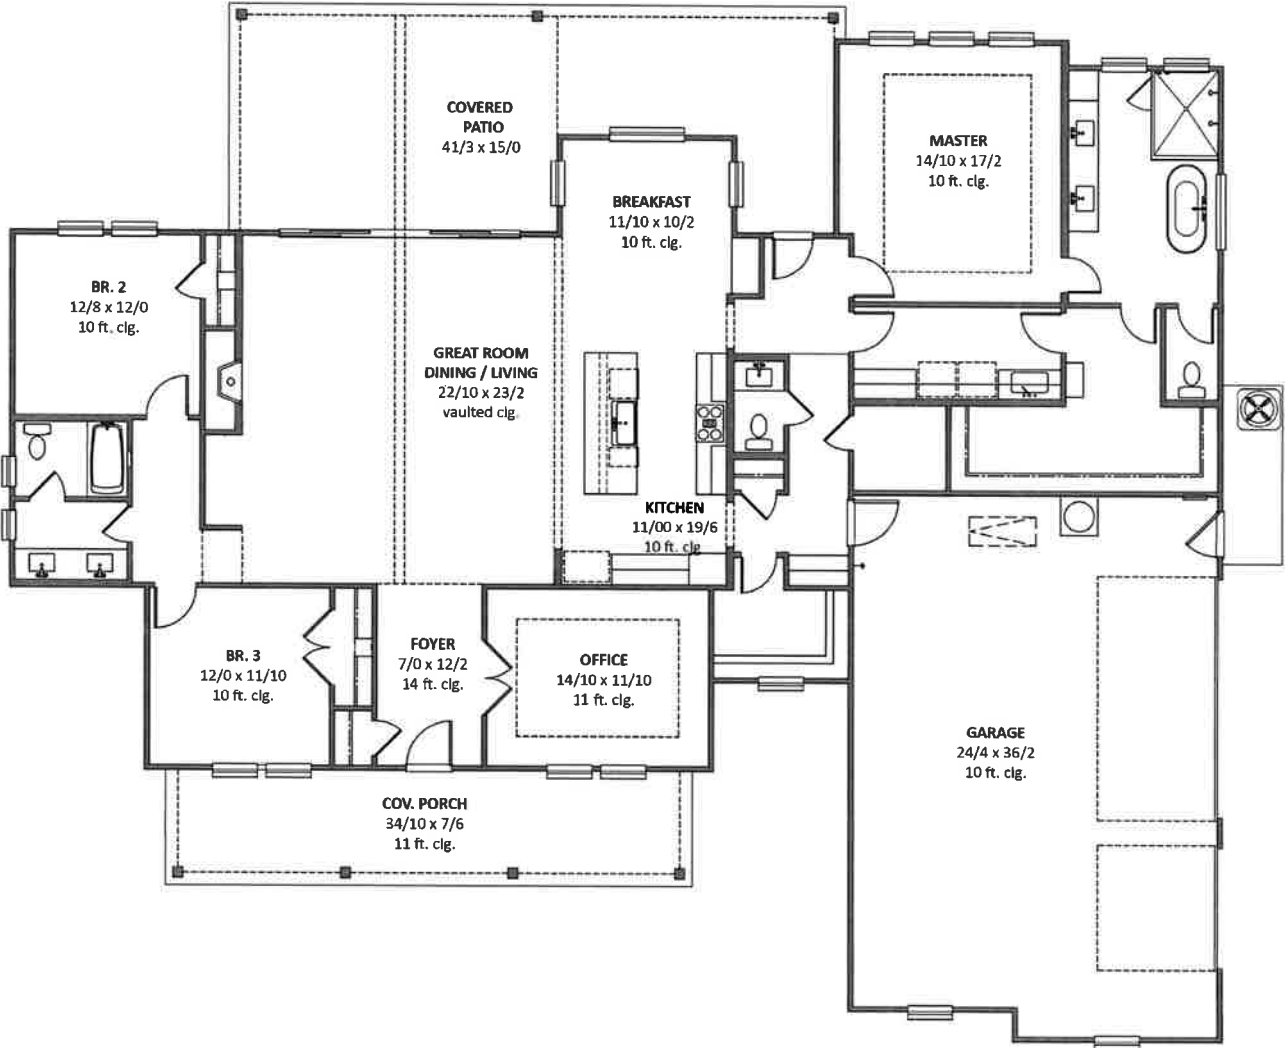 COVERED
PATIO
41/3 x 15/0
MASTER
14/10 x 17/2
10 ft. clg.
BREAKFAST
11/10 x 10/2
10 ft. clg.
BR. 2
12/8 x 12/0
10 ft. clg.
GREAT ROOM
DINING / LIVING
22/10 x 23/2
vaulted clg.
KITCHEN
11/00 x 19/6
10 ft. clg
BR. 3
12/0 x 11/10
10 ft. clg.
FOYER
7/0 x 12/2
14 ft. clg.
OFFICE
14/10 x 11/10
11 ft. clg.
GARAGE
24/4 x 36/2
10 ft. clg.
COV. PORCH
34/10 x 7/6
11 ft. clg.